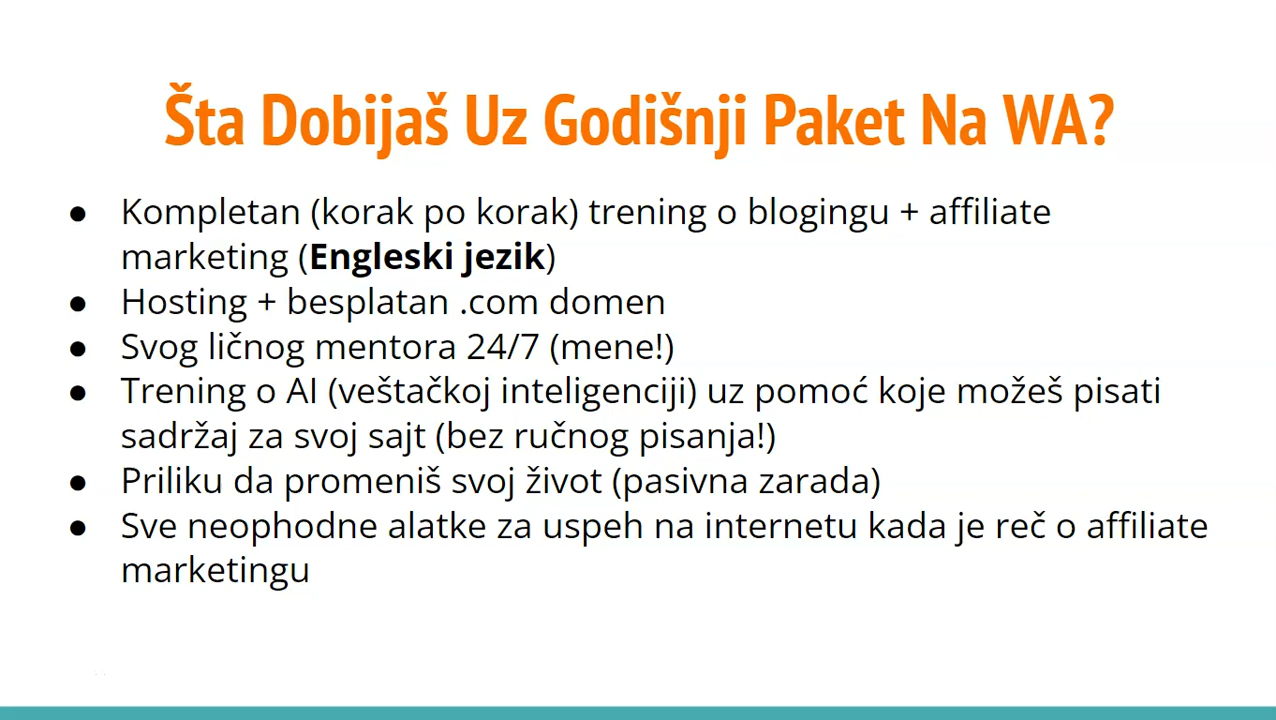 Šta Dobijaš Uz Godišnji Paket Na WA?
● Kompletan (korak po korak) trening o blogingu + affiliate
marketing (Engleski jezik)
● Hosting + besplatan .com domen
● Svog ličnog mentora 24/7 (mene!)
● Trening o AI (veštačkoj inteligenciji) uz pomoć koje možeš pisati
sadržaj za svoj sajt (bez ručnog pisanja!)
● Priliku da promeniš svoj život (pasivna zarada)
● Sve neophodne alatke za uspeh na internetu kada je reč o affiliate
marketingu